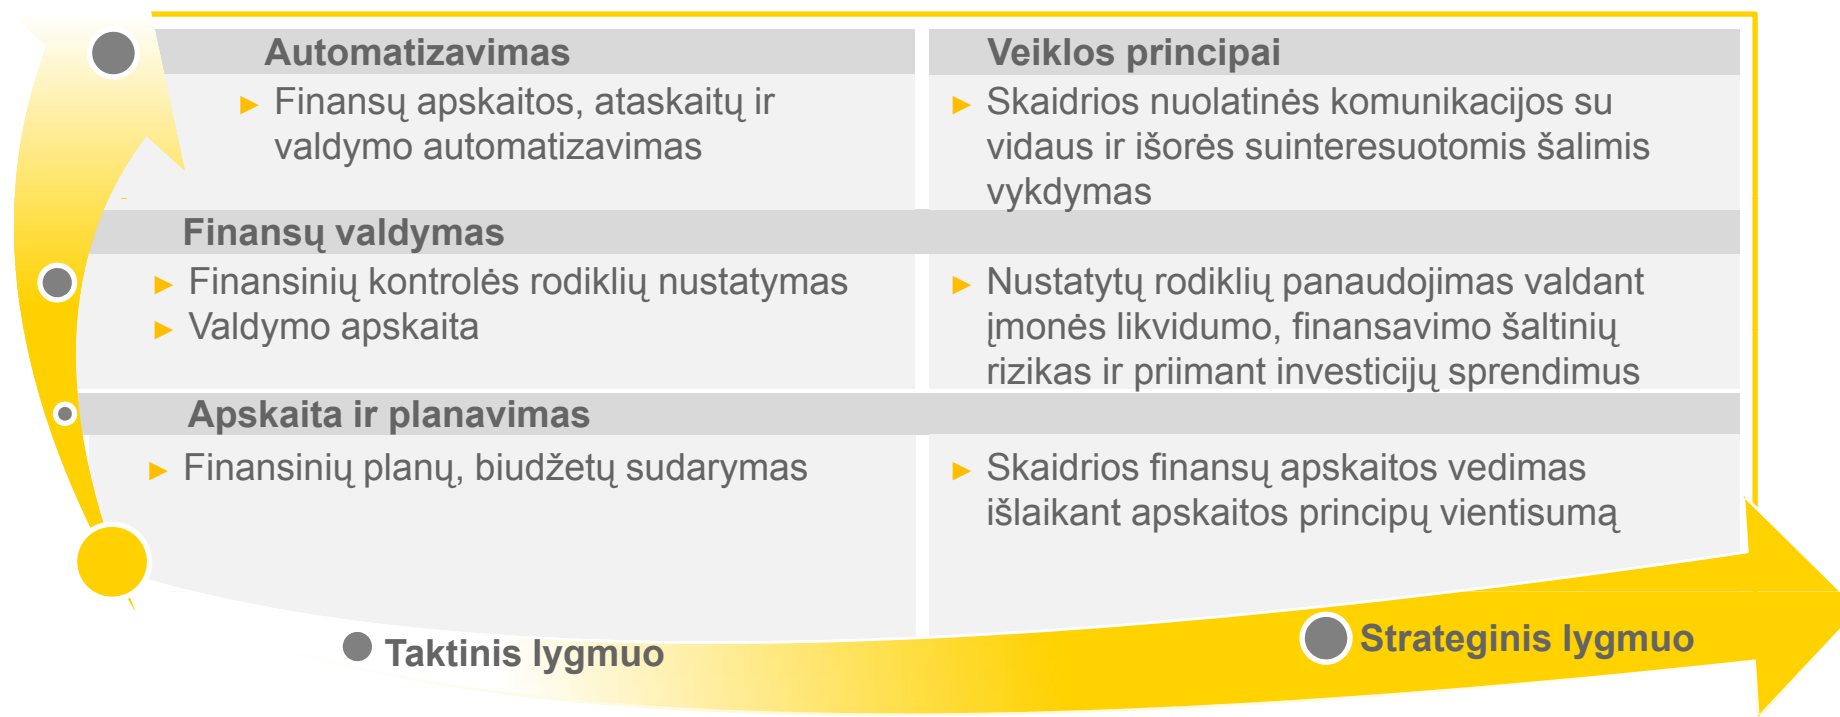 Automatizavimas
► Finansų apskaitos, ataskaitų ir
valdymo automatizavimas
Veiklos principai
► Skaidrios nuolatinės komunikacijos su
vidaus ir išorės suinteresuotomis šalimis
vykdymas
Finansų valdymas
► Finansinių kontrolės rodiklių nustatymas
► Valdymo apskaita
► Nustatytų rodiklių panaudojimas valdant
įmonės likvidumo, finansavimo šaltinių
rizikas ir priimant investicijų sprendimus
Apskaita ir planavimas
► Finansinių planų, biudžetų sudarymas
► Skaidrios finansų apskaitos vedimas
išlaikant apskaitos principų vientisumą
Taktinis lygmuo
Strateginis lygmuo